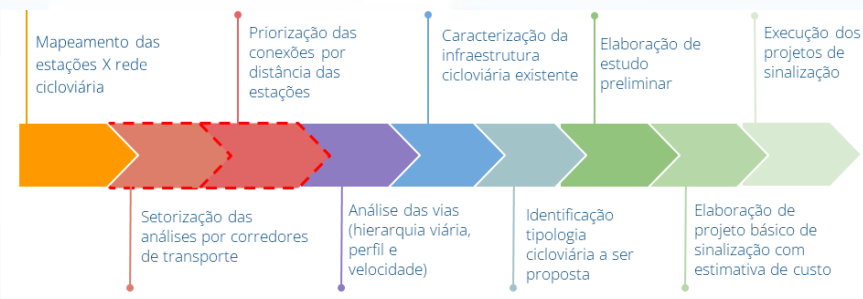 Mapeamento das
estações X rede
cicloviária
Priorização das
conexões por
distância das
estações
Caracterização da
infraestrutura
cicloviária existente
Elaboração de
estudo
preliminar
Execução dos
projetos de
sinalização
Setorização das
análises por corredores
de transporte
Análise das vias
(hierarquia viária,
perfil e
velocidade)
Identificação
tipologia
cicloviária a ser
proposta
Elaboração de
projeto básico de
sinalização com
estimativa de custo